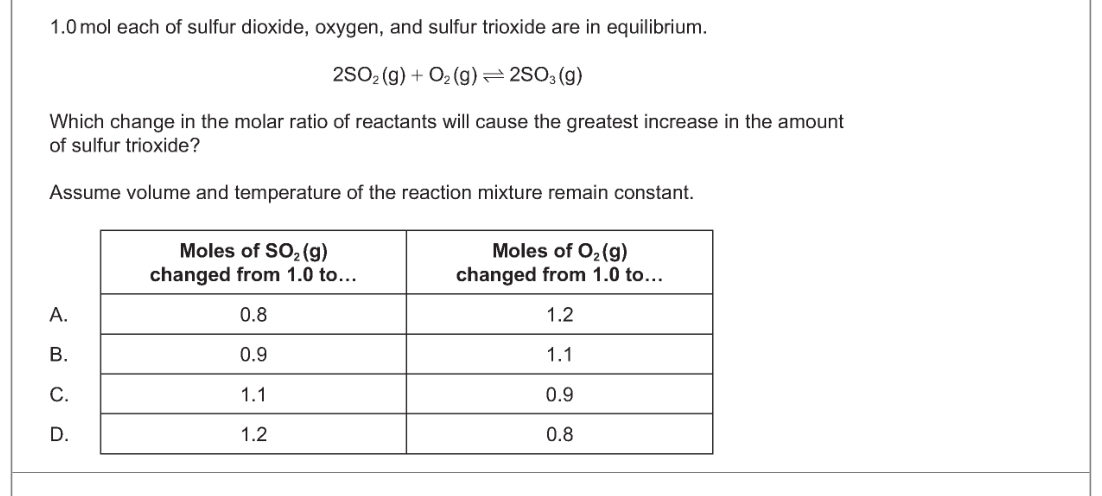 1.0 mol each of sulfur dioxide, oxygen, and sulfur trioxide are in equilibrium.
2SO₂ (g) + O₂ (g) ⇌ 2SO₃ (g)
Which change in the molar ratio of reactants will cause the greatest increase in the amount
of sulfur trioxide?
Assume volume and temperature of the reaction mixture remain constant.
Moles of SO₂ (g) Moles of O₂ (g)
changed from 1.0 to… changed from 1.0 to…
A. 0.8 1.2
B. 0.9 1.1
C. 1.1 0.9
D. 1.2 0.8